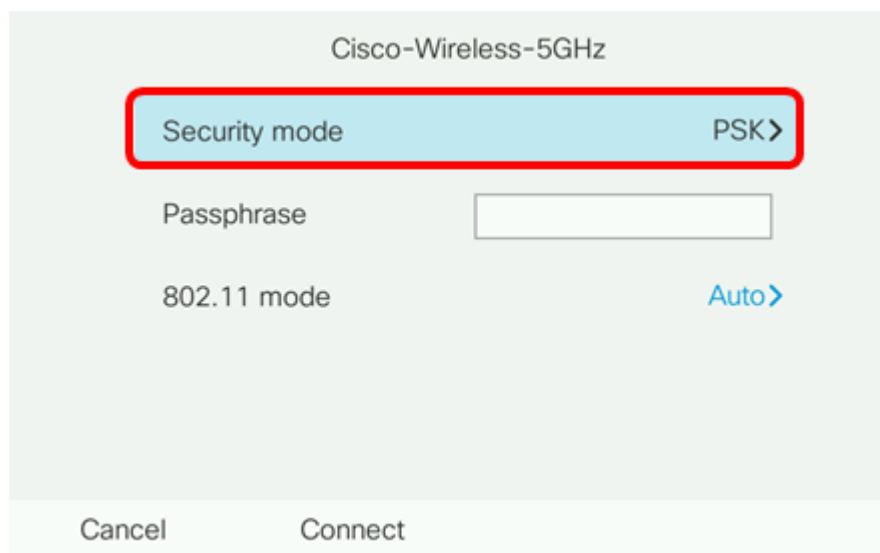 Cisco-Wireless-5GHz
Security mode PSK
Passphrase
802.11 mode Auto
Cancel Connect